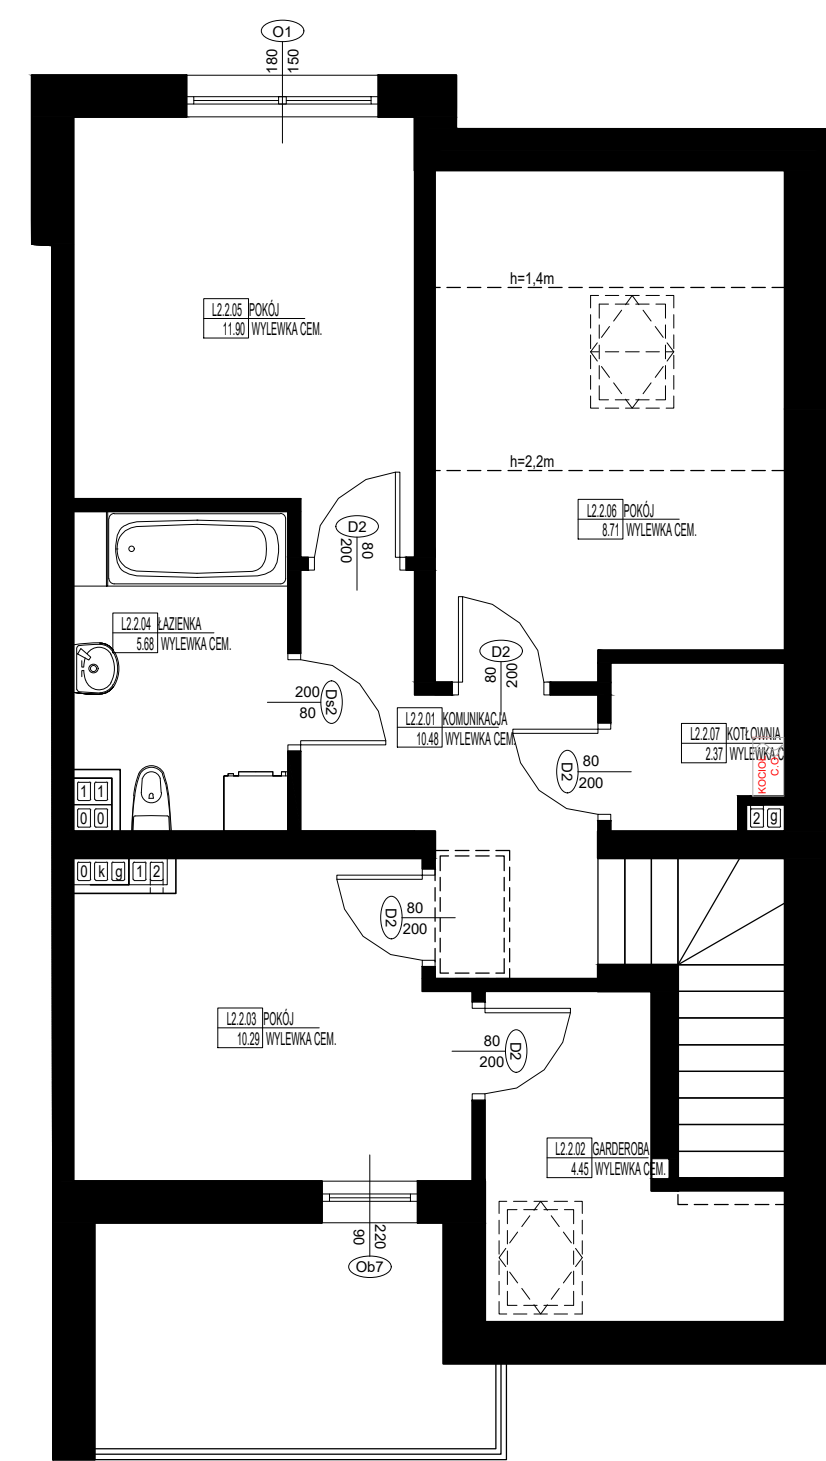 O1
180
150
h=1,4m
L2.2.05 POKÓJ
11.90 WYLEWKA CEM.
h=2,2m
L2.2.06 POKÓJ
8.71 WYLEWKA CEM.
D2
80
200
L2.2.04 ŁAZIENKA
5.68 WYLEWKA CEM.
D2
80
200
200
80
Ds2
L2.2.01 KOMUNIKACJA
10.48 WYLEWKA CEM.
L2.2.07 KOTŁOWNIA
2.37 WYLEWKA C
KOCIOŁ
C.O.
D2
80
200
1 1
0 0
2 g
0 k g 1 2
D2
80
200
L2.2.03 POKÓJ
10.29 WYLEWKA CEM.
80
200
D2
L2.2.02 GARDEROBA
4.45 WYLEWKA CEM.
90
220
Ob7